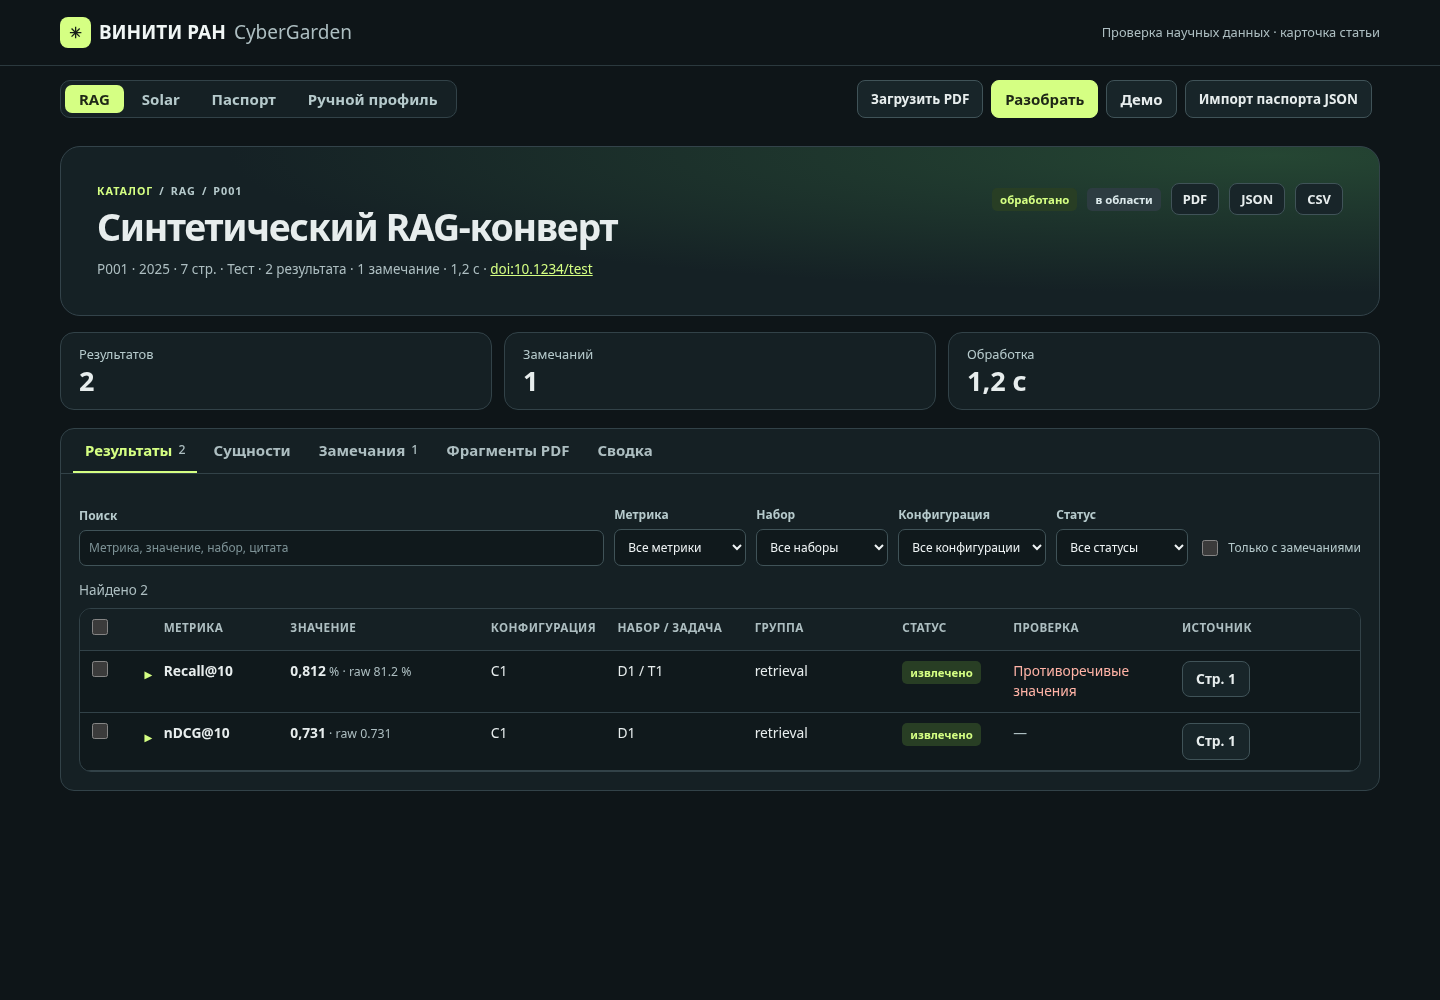 ВИНИТИ РАН CyberGarden
Проверка научных данных · карточка статьи
RAG Solar Паспорт Ручной профиль
Загрузить PDF Разобрать Демо Импорт паспорта JSON
КАТАЛОГ / RAG / P001
обработано в области PDF JSON CSV
Синтетический RAG-конверт
P001 · 2025 · 7 стр. · Тест · 2 результата · 1 замечание · 1,2 с · doi:10.1234/test
Результатов
2
Замечаний
1
Обработка
1,2 с
Результаты 2 Сущности Замечания 1 Фрагменты PDF Сводка
Поиск Метрика Набор Конфигурация Статус
Метрика, значение, набор, цитата Все метрики Все наборы Все конфигурации Все статусы Только с замечаниями
Найдено 2
МЕТРИКА ЗНАЧЕНИЕ КОНФИГУРАЦИЯ НАБОР / ЗАДАЧА ГРУППА СТАТУС ПРОВЕРКА ИСТОЧНИК
▸ Recall@10 0,812 % · raw 81.2 % C1 D1 / T1 retrieval извлечено Противоречивые значения Стр. 1
▸ nDCG@10 0,731 · raw 0.731 C1 D1 retrieval извлечено — Стр. 1